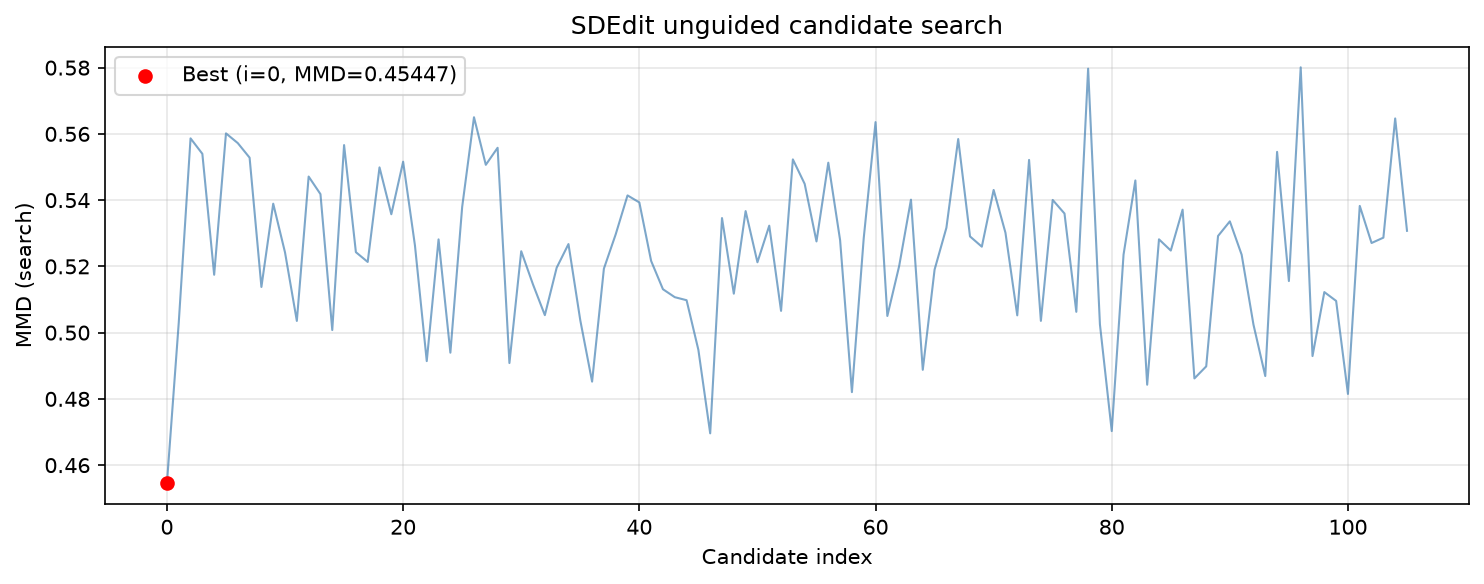 SDEdit unguided candidate search
Best (i=0, MMD=0.45447)
MMD (search)
0.58
0.56
0.54
0.52
0.50
0.48
0.46
0 20 40 60 80 100
Candidate index